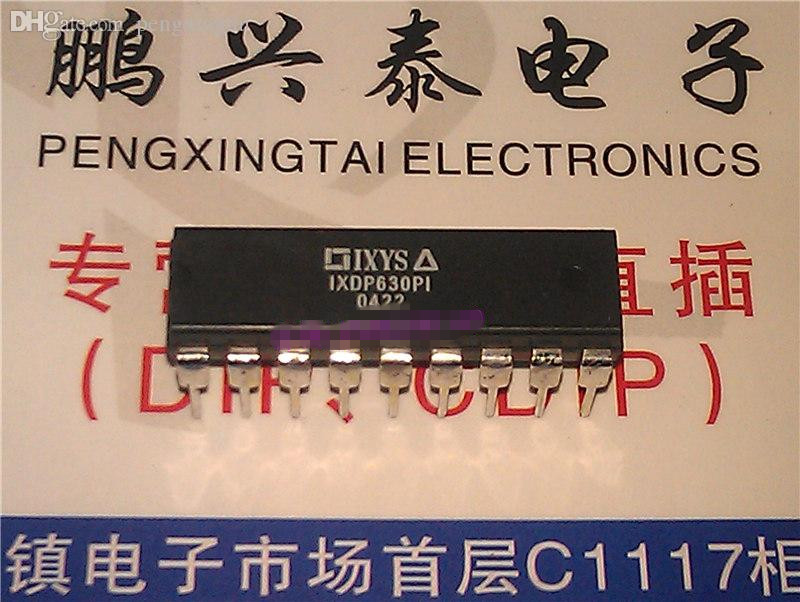 DHgate.com
鹏兴泰电子
PENGXINGTAI ELECTRONICS
专 直插
IXYS
IXDP630PI
0422
镇电子市场首层C1117相